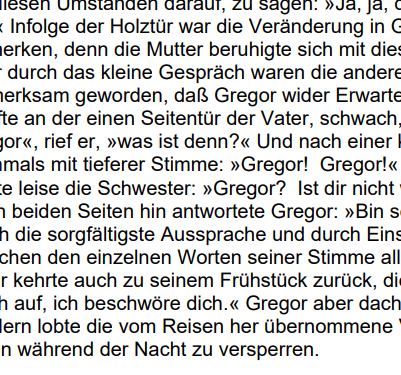 diesen Umständen darauf, zu sagen: »Ja, ja,
« Infolge der Holztür war die Veränderung in G
erken, denn die Mutter beruhigte sich mit dies
r durch das kleine Gespräch waren die andere
nerksam geworden, daß Gregor wider Erwarte
fte an der einen Seitentür der Vater, schwach,
gor«, rief er, »was ist denn?« Und nach einer k
mals mit tieferer Stimme: »Gregor!  Gregor!«
te leise die Schwester: »Gregor?  Ist dir nicht
n beiden Seiten hin antwortete Gregor: »Bin s
h die sorgfältigste Aussprache und durch Eins
chen den einzelnen Worten seiner Stimme all
r kehrte auch zu seinem Frühstück zurück, di
h auf, ich beschwöre dich.« Gregor aber dach
dern lobte die vom Reisen her übernommene
n während der Nacht zu versperren.